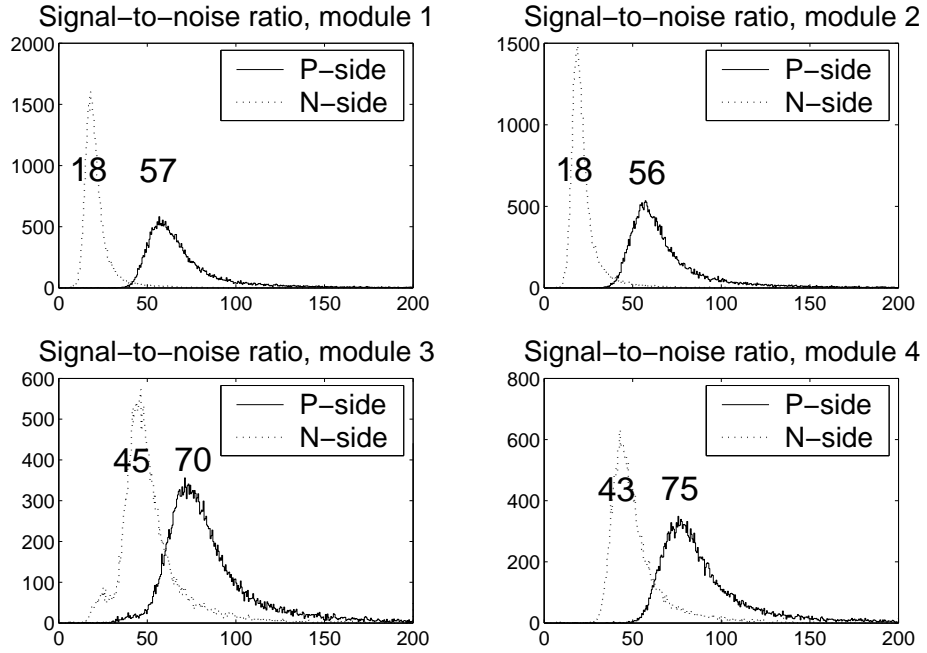 Signal−to−noise ratio, module 1
2000
1500
1000
500
0
0 50 100 150 200
P−side
N−side
18 57
Signal−to−noise ratio, module 2
1500
1000
500
0
0 50 100 150 200
P−side
N−side
18 56
Signal−to−noise ratio, module 3
600
500
400
300
200
100
0
0 50 100 150 200
P−side
N−side
45 70
Signal−to−noise ratio, module 4
800
600
400
200
0
0 50 100 150 200
P−side
N−side
43 75